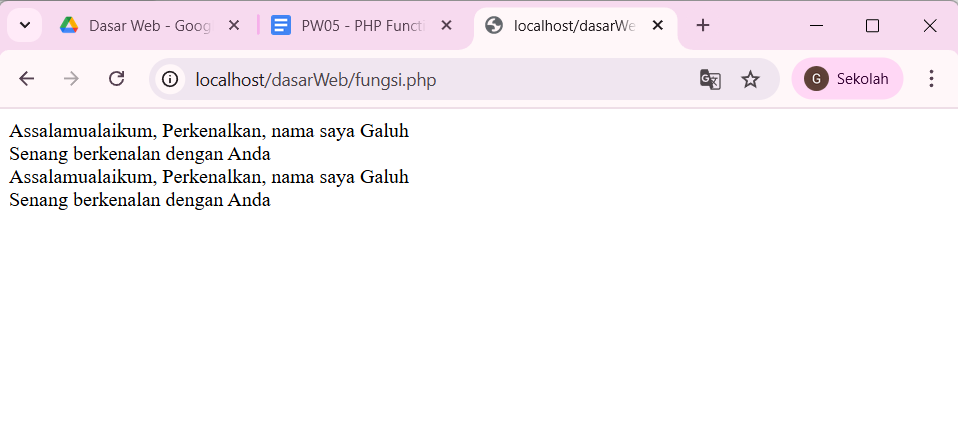 Dasar Web - Goog
PW05 - PHP Functi
localhost/dasarWe
localhost/dasarWeb/fungsi.php
G Sekolah
Assalamualaikum, Perkenalkan, nama saya Galuh
Senang berkenalan dengan Anda
Assalamualaikum, Perkenalkan, nama saya Galuh
Senang berkenalan dengan Anda